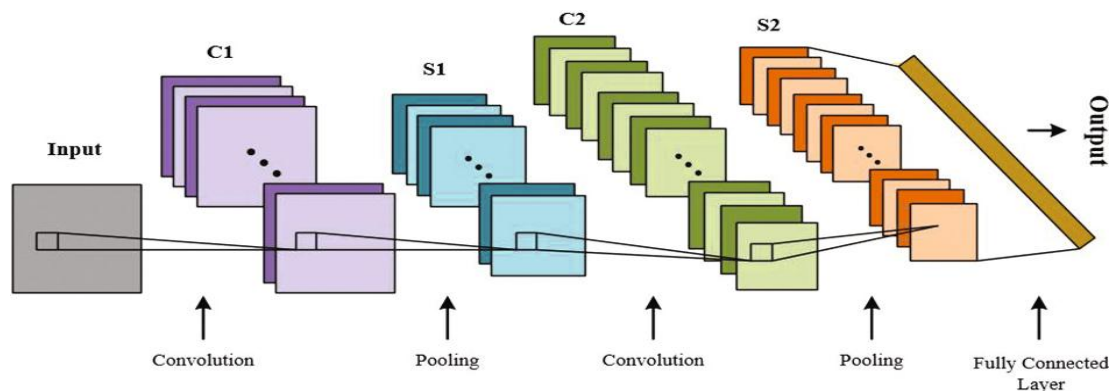 C1
S1
C2
S2
Input
Output
Convolution
Pooling
Convolution
Pooling
Fully Connected
Layer